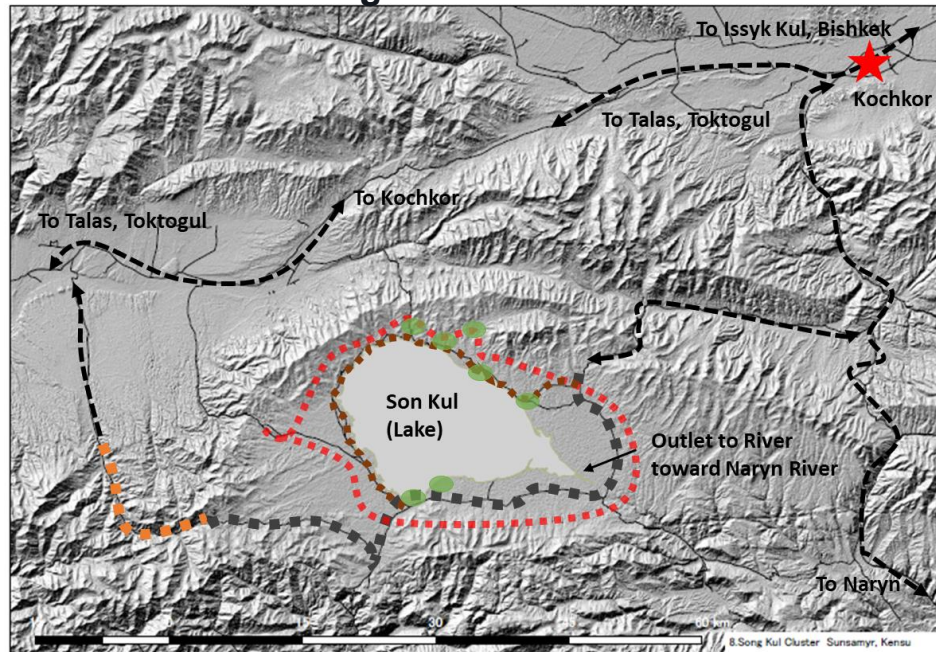 To Issyk Kul, Bishkek
Kochkor
To Talas, Toktogul
To Kochkor
To Talas, Toktogul
Son Kul
(Lake)
Outlet to River
toward Naryn River
To Naryn
30
60 km
8.Song Kul Cluster Sunsamyr, Kensu